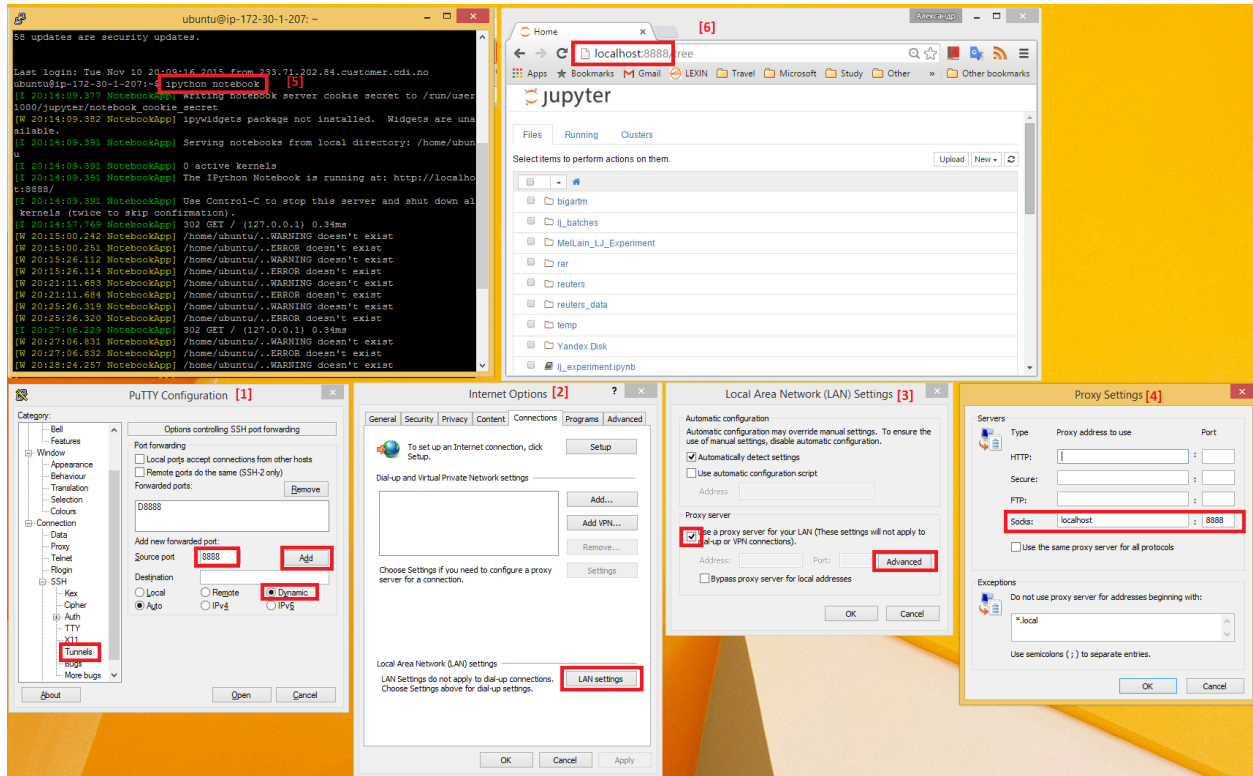 ubuntu@ip-172-30-1-207: ~
58 updates are security updates.
Last login: Tue Nov 10 20:09:16 2015 from 233.71.202.84.customer.cdi.no
ubuntu@ip-172-30-1-207:~$ ipython notebook [5]
[I 20:14:09.377 NotebookApp] Writing notebook server cookie secret to /run/user
1000/jupyter/notebook_cookie_secret
[W 20:14:09.382 NotebookApp] ipywidgets package not installed.  Widgets are una
ailable.
[I 20:14:09.391 NotebookApp] Serving notebooks from local directory: /home/ubun
u
[I 20:14:09.391 NotebookApp] 0 active kernels
[I 20:14:09.391 NotebookApp] The IPython Notebook is running at: http://localho
t:8888/
[I 20:14:09.391 NotebookApp] Use Control-C to stop this server and shut down al
kernels (twice to skip confirmation).
[I 20:14:57.769 NotebookApp] 302 GET / (127.0.0.1) 0.34ms
[W 20:15:00.242 NotebookApp] /home/ubuntu/..WARNING doesn't exist
[W 20:15:00.251 NotebookApp] /home/ubuntu/..ERROR doesn't exist
[W 20:15:26.112 NotebookApp] /home/ubuntu/..WARNING doesn't exist
[W 20:15:26.114 NotebookApp] /home/ubuntu/..ERROR doesn't exist
[W 20:21:11.683 NotebookApp] /home/ubuntu/..WARNING doesn't exist
[W 20:21:11.684 NotebookApp] /home/ubuntu/..ERROR doesn't exist
[W 20:25:26.319 NotebookApp] /home/ubuntu/..WARNING doesn't exist
[W 20:25:26.320 NotebookApp] /home/ubuntu/..ERROR doesn't exist
[I 20:27:06.229 NotebookApp] 302 GET / (127.0.0.1) 0.34ms
[W 20:27:06.831 NotebookApp] /home/ubuntu/..WARNING doesn't exist
[W 20:27:06.832 NotebookApp] /home/ubuntu/..ERROR doesn't exist
[W 20:28:24.257 NotebookApp] /home/ubuntu/..WARNING doesn't exist
Александр
Home [6]
localhost:8888/tree
Apps Bookmarks Gmail LEXIN Travel Microsoft Study Other » Other bookmarks
jupyter
Files Running Clusters
Select items to perform actions on them. Upload New
bigartm
lj_batches
MelLain_LJ_Experiment
rar
reuters
reuters_data
temp
Yandex.Disk
lj_experiment.ipynb
PuTTY Configuration [1]
Category:
Bell
Features
Window
Appearance
Behaviour
Translation
Selection
Colours
Connection
Data
Proxy
Telnet
Rlogin
SSH
Kex
Cipher
Auth
TTY
X11
Tunnels
Bugs
More bugs
Options controlling SSH port forwarding
Port forwarding
Local ports accept connections from other hosts
Remote ports do the same (SSH-2 only)
Forwarded ports: Remove
D8888
Add new forwarded port:
Source port 8888 Add
Destination
Local Remote Dynamic
Auto IPv4 IPv6
About Open Cancel
Internet Options [2] ?
General Security Privacy Content Connections Programs Advanced
To set up an Internet connection, click
Setup.
Setup
Dial-up and Virtual Private Network settings
Add...
Add VPN...
Remove...
Choose Settings if you need to configure a proxy
server for a connection.
Settings
Local Area Network (LAN) settings
LAN Settings do not apply to dial-up connections.
Choose Settings above for dial-up settings.
LAN settings
OK Cancel Apply
Local Area Network (LAN) Settings [3]
Automatic configuration
Automatic configuration may override manual settings. To ensure the
use of manual settings, disable automatic configuration.
Automatically detect settings
Use automatic configuration script
Address
Proxy server
Use a proxy server for your LAN (These settings will not apply to
dial-up or VPN connections).
Address: Port: Advanced
Bypass proxy server for local addresses
OK Cancel
Proxy Settings [4]
Servers
Type Proxy address to use Port
HTTP: :
Secure: :
FTP: :
Socks: localhost : 8888
Use the same proxy server for all protocols
Exceptions
Do not use proxy server for addresses beginning with:
*.local
Use semicolons ( ; ) to separate entries.
OK Cancel